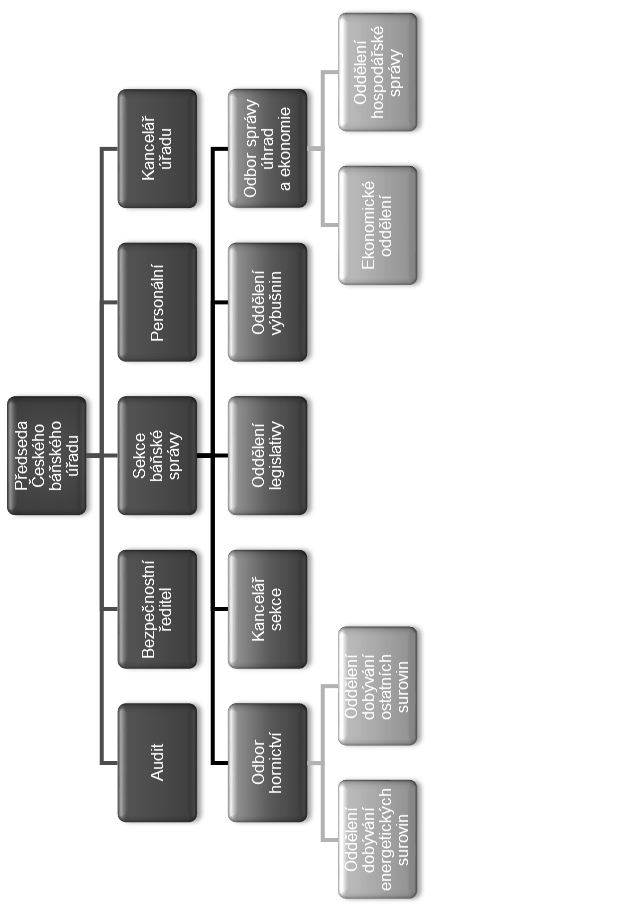 Předseda
Českého
báňského
úřadu
Audit
Bezpečnostní
ředitel
Sekce
báňské
správy
Personální
Kancelář
úřadu
Odbor
hornictví
Kancelář
sekce
Oddělení
legislativy
Oddělení
výbušnin
Odbor správy
úhrad
a ekonomie
Oddělení
dobývání
energetických
surovin
Oddělení
dobývání
ostatních
surovin
Ekonomické
oddělení
Oddělení
hospodářské
správy